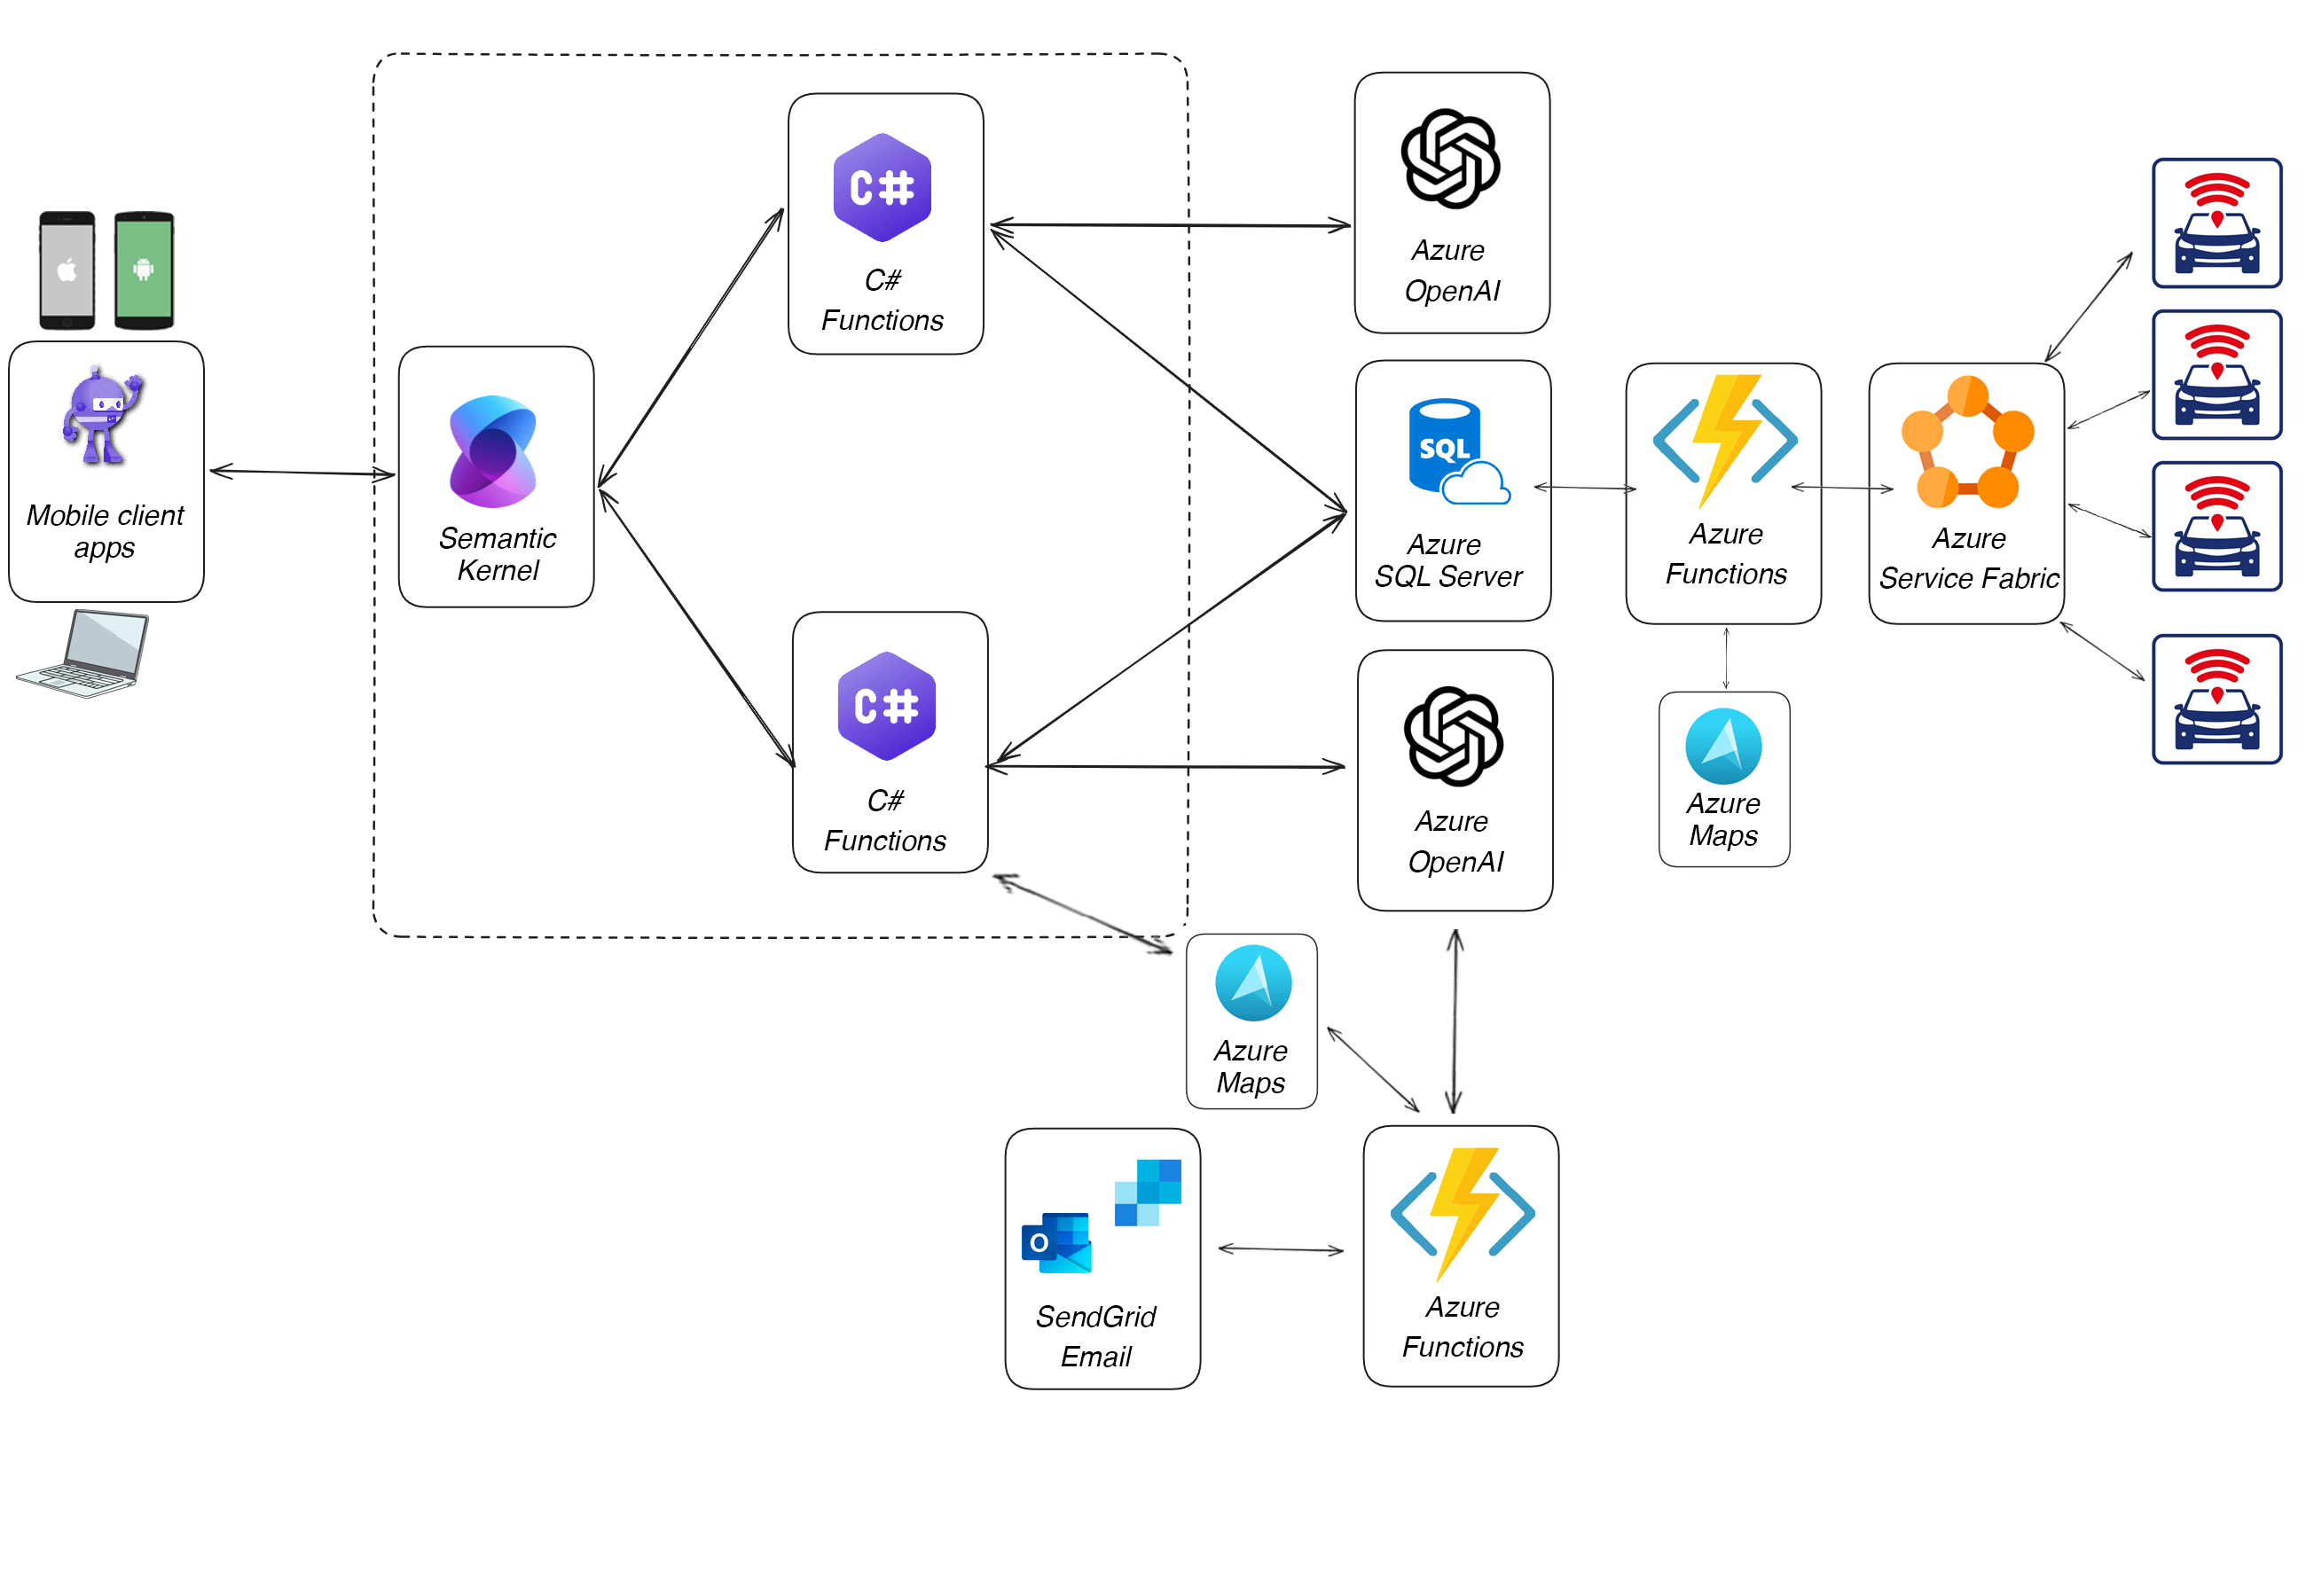 C#
C#
Functions
Azure
OpenAI
Mobile client
apps
Semantic
Kernel
SQL
Azure
SQL Server
Azure
Functions
Azure
Service Fabric
C#
C#
Functions
Azure
OpenAI
Azure
Maps
Azure
Maps
O
SendGrid
Email
Azure
Functions